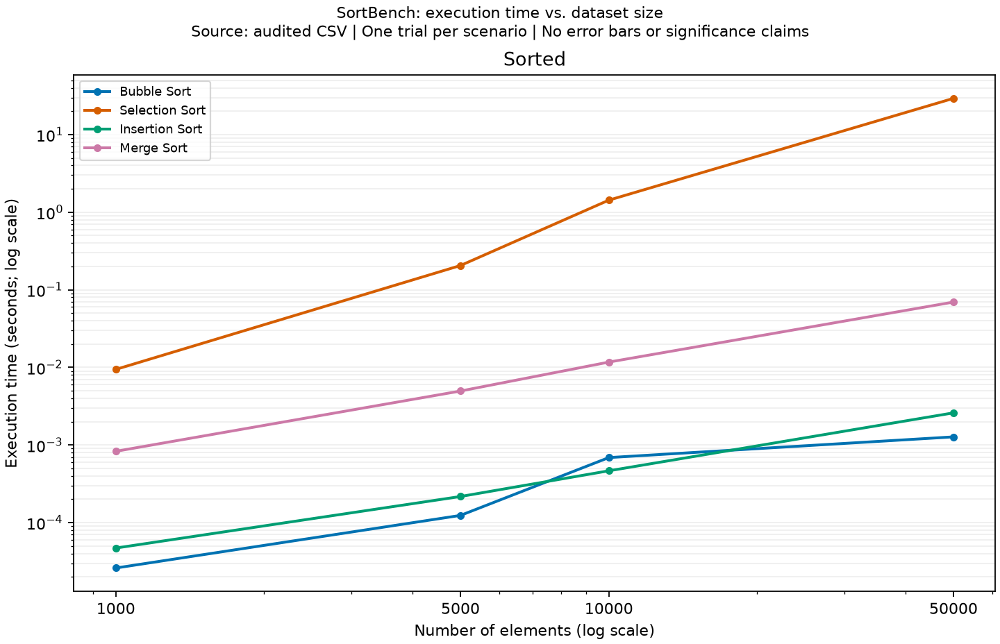 SortBench: execution time vs. dataset size
Source: audited CSV | One trial per scenario | No error bars or significance claims
Sorted
Bubble Sort
Selection Sort
Insertion Sort
Merge Sort
Execution time (seconds; log scale)
10¹
10⁰
10⁻¹
10⁻²
10⁻³
10⁻⁴
1000 5000 10000 50000
Number of elements (log scale)